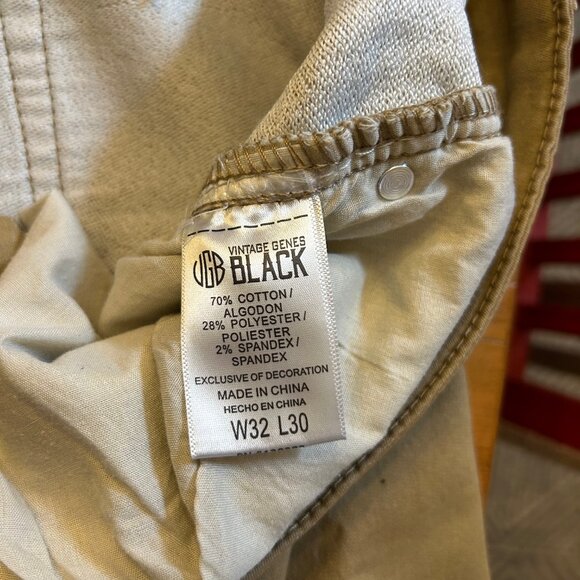 VGB
VINTAGE GENES
BLACK
70% COTTON/
ALGODON
28% POLYESTER/
POLIESTER
2% SPANDEX/
SPANDEX
EXCLUSIVE OF DECORATION
MADE IN CHINA
HECHO EN CHINA
W32 L30